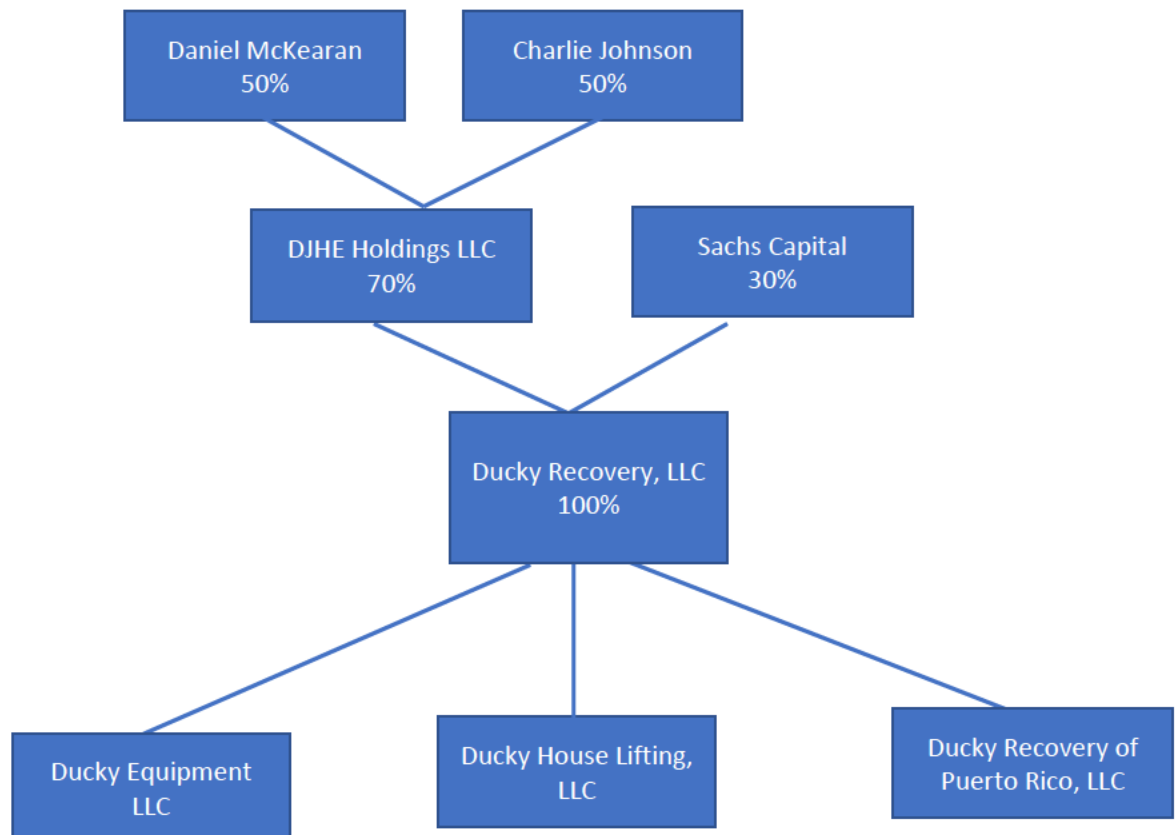 Daniel McKearan
50%
Charlie Johnson
50%
DJHE Holdings LLC
70%
Sachs Capital
30%
Ducky Recovery, LLC
100%
Ducky Equipment
LLC
Ducky House Lifting,
LLC
Ducky Recovery of
Puerto Rico, LLC